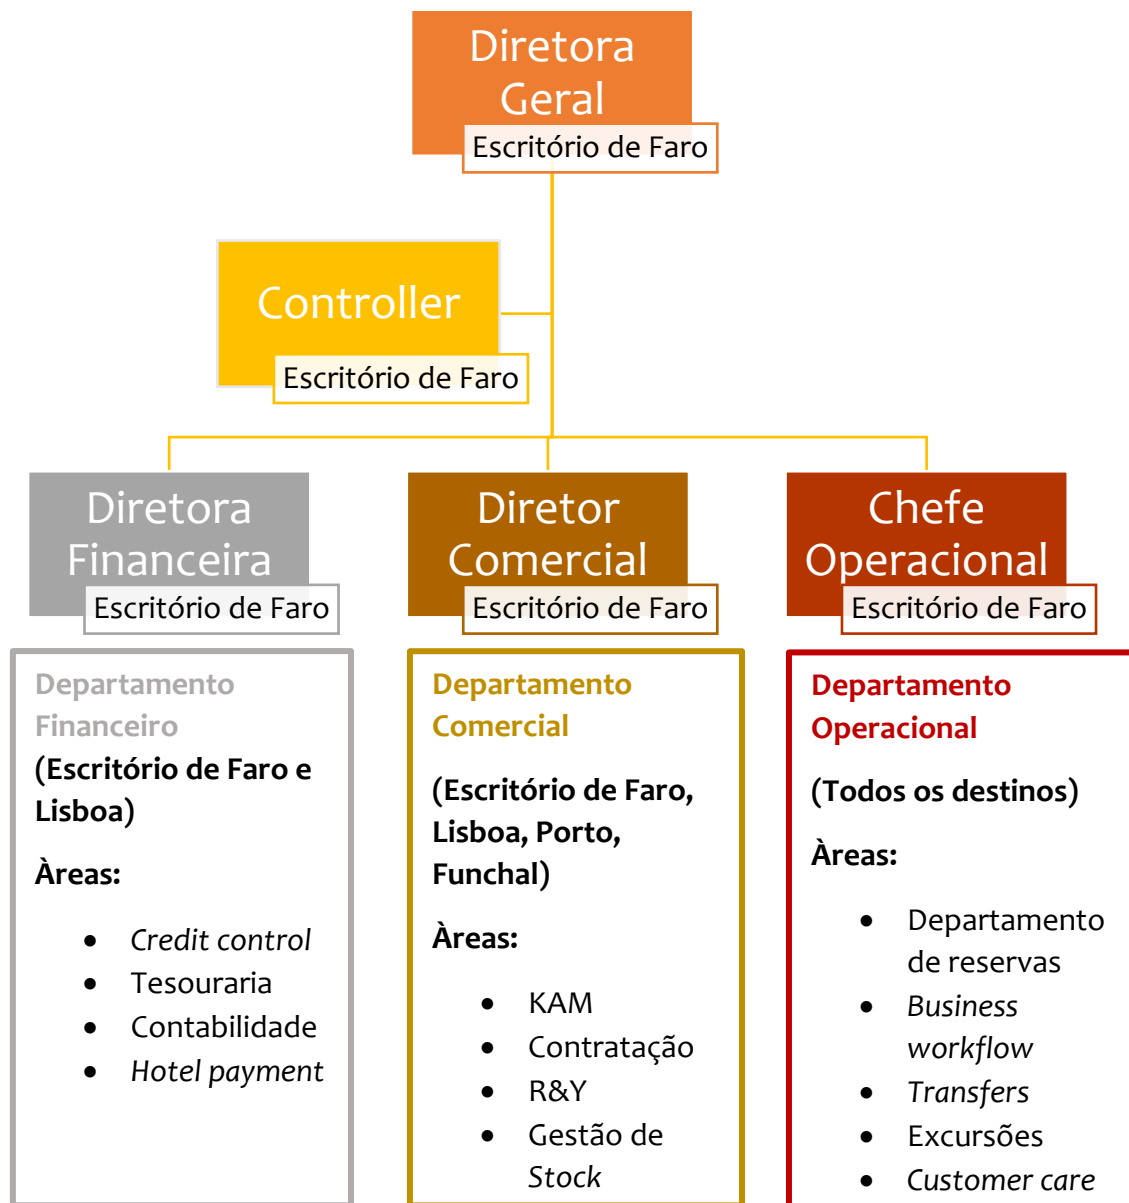 Diretora
Geral
Escritório de Faro
Controller
Escritório de Faro
Diretora
Financeira
Escritório de Faro
Diretor
Comercial
Escritório de Faro
Chefe
Operacional
Escritório de Faro
Departamento
Financeiro
(Escritório de Faro e
Lisboa)
Àreas:
• Credit control
• Tesouraria
• Contabilidade
• Hotel payment
Departamento
Comercial
(Escritório de Faro,
Lisboa, Porto,
Funchal)
Àreas:
• KAM
• Contratação
• R&Y
• Gestão de
Stock
Departamento
Operacional
(Todos os destinos)
Àreas:
• Departamento
de reservas
• Business
workflow
• Transfers
• Excursões
• Customer care